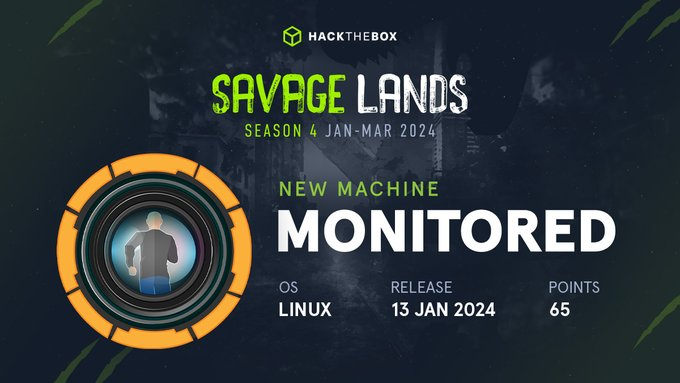 HACKTHEBOX
SAVAGE LANDS
SEASON 4 JAN-MAR 2024
NEW MACHINE
MONITORED
OS RELEASE POINTS
LINUX 13 JAN 2024 65